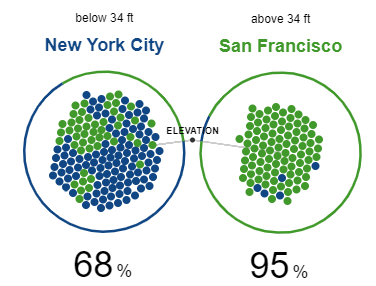 below 34 ft
above 34 ft
New York City
San Francisco
ELEVATION
68 %
95 %